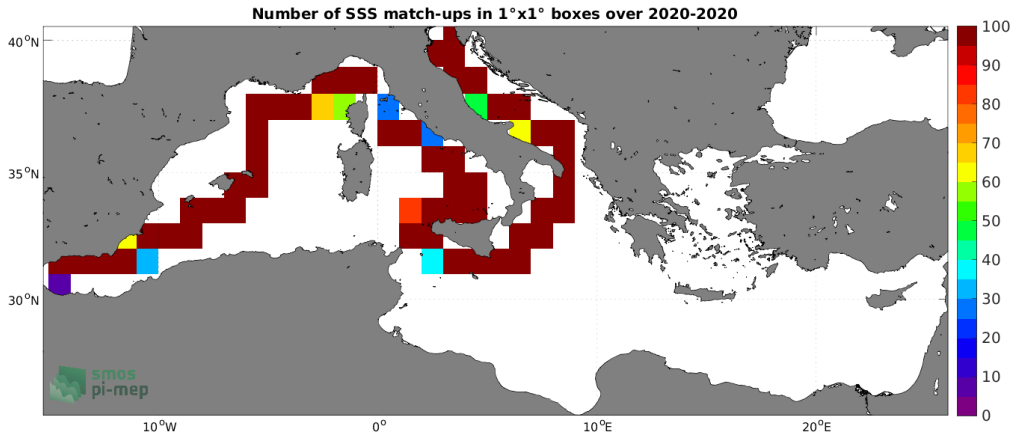 Number of SSS match-ups in 1°x1° boxes over 2020-2020
40°N
35°N
30°N
10°W
0°
10°E
20°E
100
90
80
70
60
50
40
30
20
10
0
smos
pi-mep